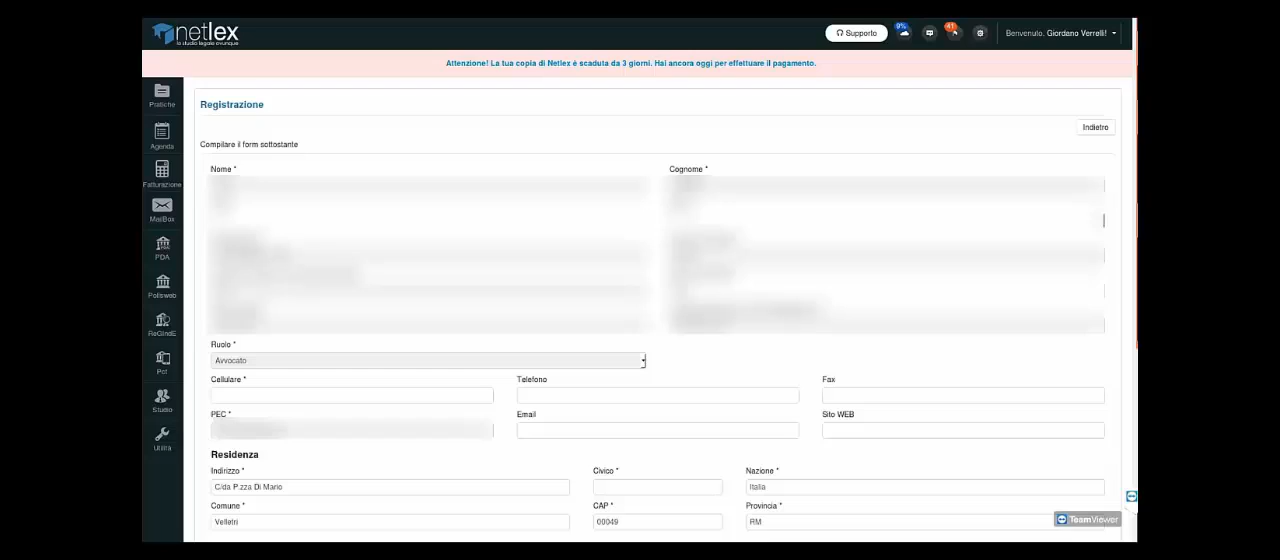 netlex
lo studio legale ovunque
Supporto
9%
41
Benvenuto, Giordano Verrelli!
Attenzione! La tua copia di Netlex è scaduta da 3 giorni. Hai ancora oggi per effettuare il pagamento.
Pratiche
Agenda
Fatturazione
MailBox
PDA
Polisweb
ReGIndE
Pct
Studio
Utilità
Registrazione
Indietro
Compilare il form sottostante
Nome * Cognome *
Ruolo *
Avvocato
Cellulare * Telefono Fax
PEC * Email Sito WEB
Residenza
Indirizzo * Civico * Nazione *
C/da P.zza Di Mario Italia
Comune * CAP * Provincia *
Velletri 00049 RM
TeamViewer